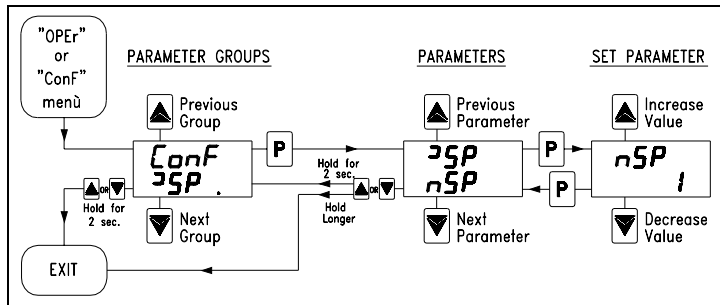 "OPEr"
or
"ConF"
menù
PARAMETER GROUPS
PARAMETERS
SET PARAMETER
Previous
Group
Previous
Parameter
Increase
Value
ConF
P
ꓛSP
nSP
P
nSP
ꓛSP.
Hold for
2 sec.
OR
1
OR
Hold for
2 sec.
Hold
Longer
P
Next
Group
Next
Parameter
Decrease
Value
EXIT